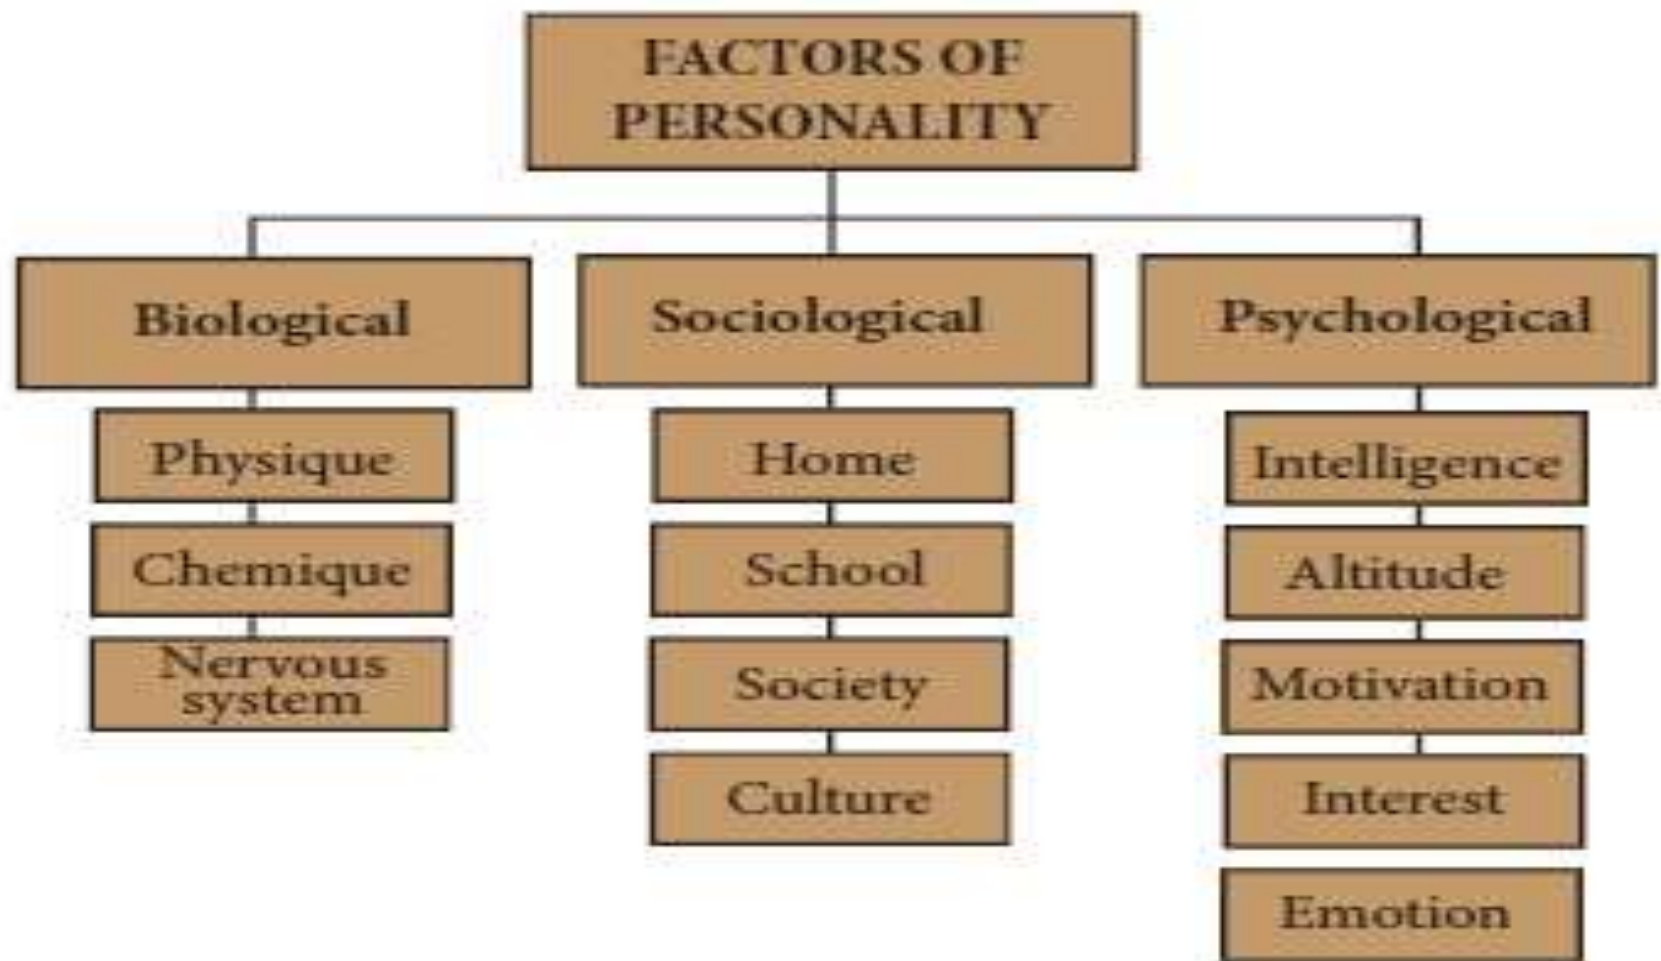 FACTORS OF
PERSONALITY
Biological
Physique
Chemique
Nervous
system
Sociological
Home
School
Society
Culture
Psychological
Intelligence
Altitude
Motivation
Interest
Emotion